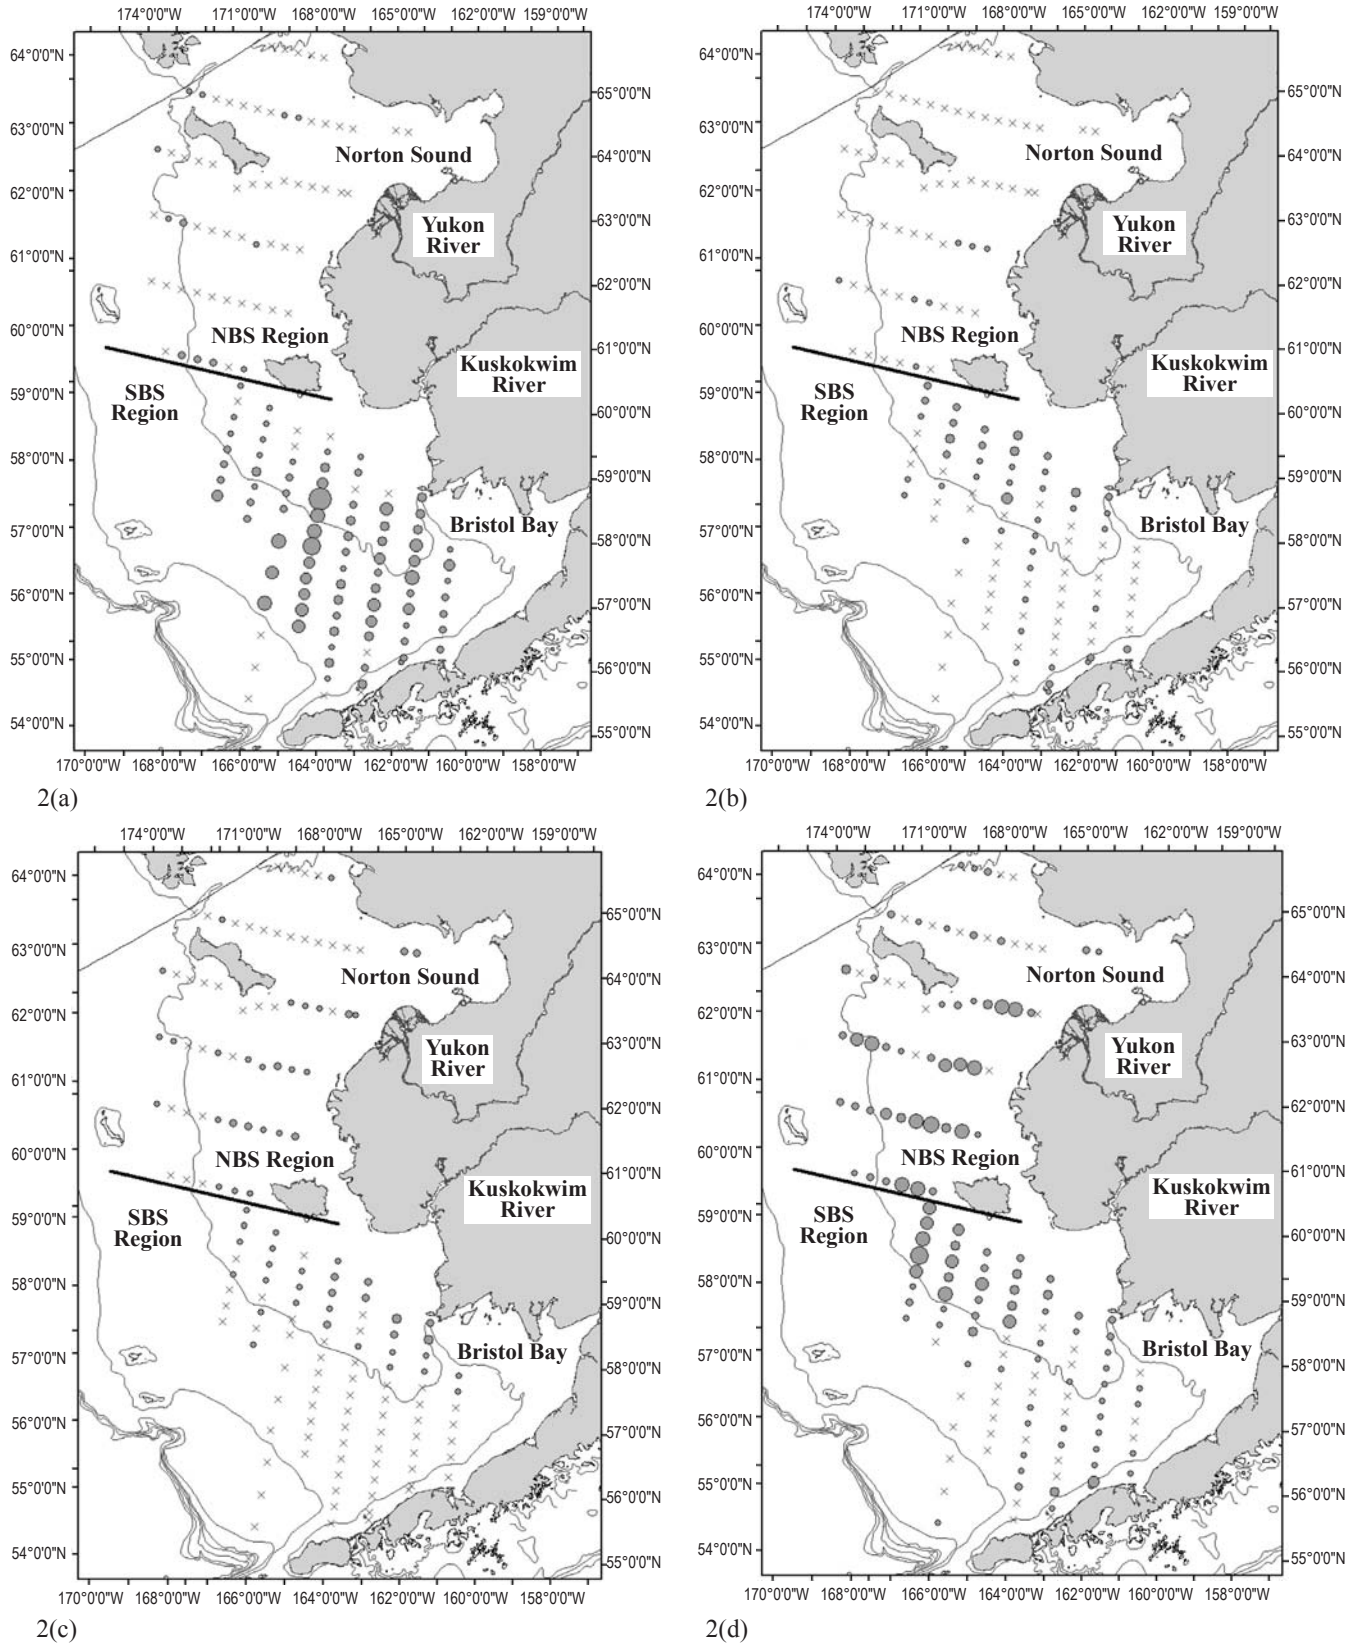 174°0'0"W 171°0'0"W 168°0'0"W 165°0'0"W 162°0'0"W 159°0'0"W
64°0'0"N
63°0'0"N
62°0'0"N
61°0'0"N
60°0'0"N
59°0'0"N
58°0'0"N
57°0'0"N
56°0'0"N
55°0'0"N
54°0'0"N
Norton Sound
Yukon
River
NBS Region
Kuskokwim
River
SBS
Region
Bristol Bay
65°0'0"N
64°0'0"N
63°0'0"N
62°0'0"N
61°0'0"N
60°0'0"N
59°0'0"N
58°0'0"N
57°0'0"N
56°0'0"N
55°0'0"N
170°0'0"W 168°0'0"W 166°0'0"W 164°0'0"W 162°0'0"W 160°0'0"W 158°0'0"W
2(a)
174°0'0"W 171°0'0"W 168°0'0"W 165°0'0"W 162°0'0"W 159°0'0"W
64°0'0"N
63°0'0"N
62°0'0"N
61°0'0"N
60°0'0"N
59°0'0"N
58°0'0"N
57°0'0"N
56°0'0"N
55°0'0"N
54°0'0"N
Norton Sound
Yukon
River
NBS Region
Kuskokwim
River
SBS
Region
Bristol Bay
65°0'0"N
64°0'0"N
63°0'0"N
62°0'0"N
61°0'0"N
60°0'0"N
59°0'0"N
58°0'0"N
57°0'0"N
56°0'0"N
55°0'0"N
170°0'0"W 168°0'0"W 166°0'0"W 164°0'0"W 162°0'0"W 160°0'0"W 158°0'0"W
2(b)
174°0'0"W 171°0'0"W 168°0'0"W 165°0'0"W 162°0'0"W 159°0'0"W
64°0'0"N
63°0'0"N
62°0'0"N
61°0'0"N
60°0'0"N
59°0'0"N
58°0'0"N
57°0'0"N
56°0'0"N
55°0'0"N
54°0'0"N
Norton Sound
Yukon
River
NBS Region
Kuskokwim
River
SBS
Region
Bristol Bay
65°0'0"N
64°0'0"N
63°0'0"N
62°0'0"N
61°0'0"N
60°0'0"N
59°0'0"N
58°0'0"N
57°0'0"N
56°0'0"N
55°0'0"N
170°0'0"W 168°0'0"W 166°0'0"W 164°0'0"W 162°0'0"W 160°0'0"W 158°0'0"W
2(c)
174°0'0"W 171°0'0"W 168°0'0"W 165°0'0"W 162°0'0"W 159°0'0"W
64°0'0"N
63°0'0"N
62°0'0"N
61°0'0"N
60°0'0"N
59°0'0"N
58°0'0"N
57°0'0"N
56°0'0"N
55°0'0"N
54°0'0"N
Norton Sound
Yukon
River
NBS Region
Kuskokwim
River
SBS
Region
Bristol Bay
65°0'0"N
64°0'0"N
63°0'0"N
62°0'0"N
61°0'0"N
60°0'0"N
59°0'0"N
58°0'0"N
57°0'0"N
56°0'0"N
55°0'0"N
170°0'0"W 168°0'0"W 166°0'0"W 164°0'0"W 162°0'0"W 160°0'0"W 158°0'0"W
2(d)